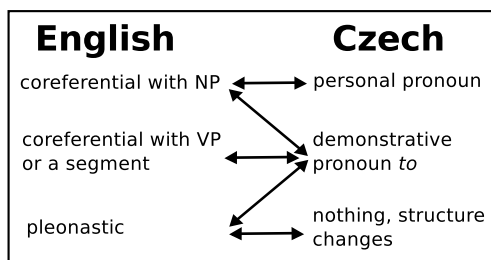 English
Czech
coreferential with NP
personal pronoun
coreferential with VP
or a segment
demonstrative
pronoun to
pleonastic
nothing, structure
changes